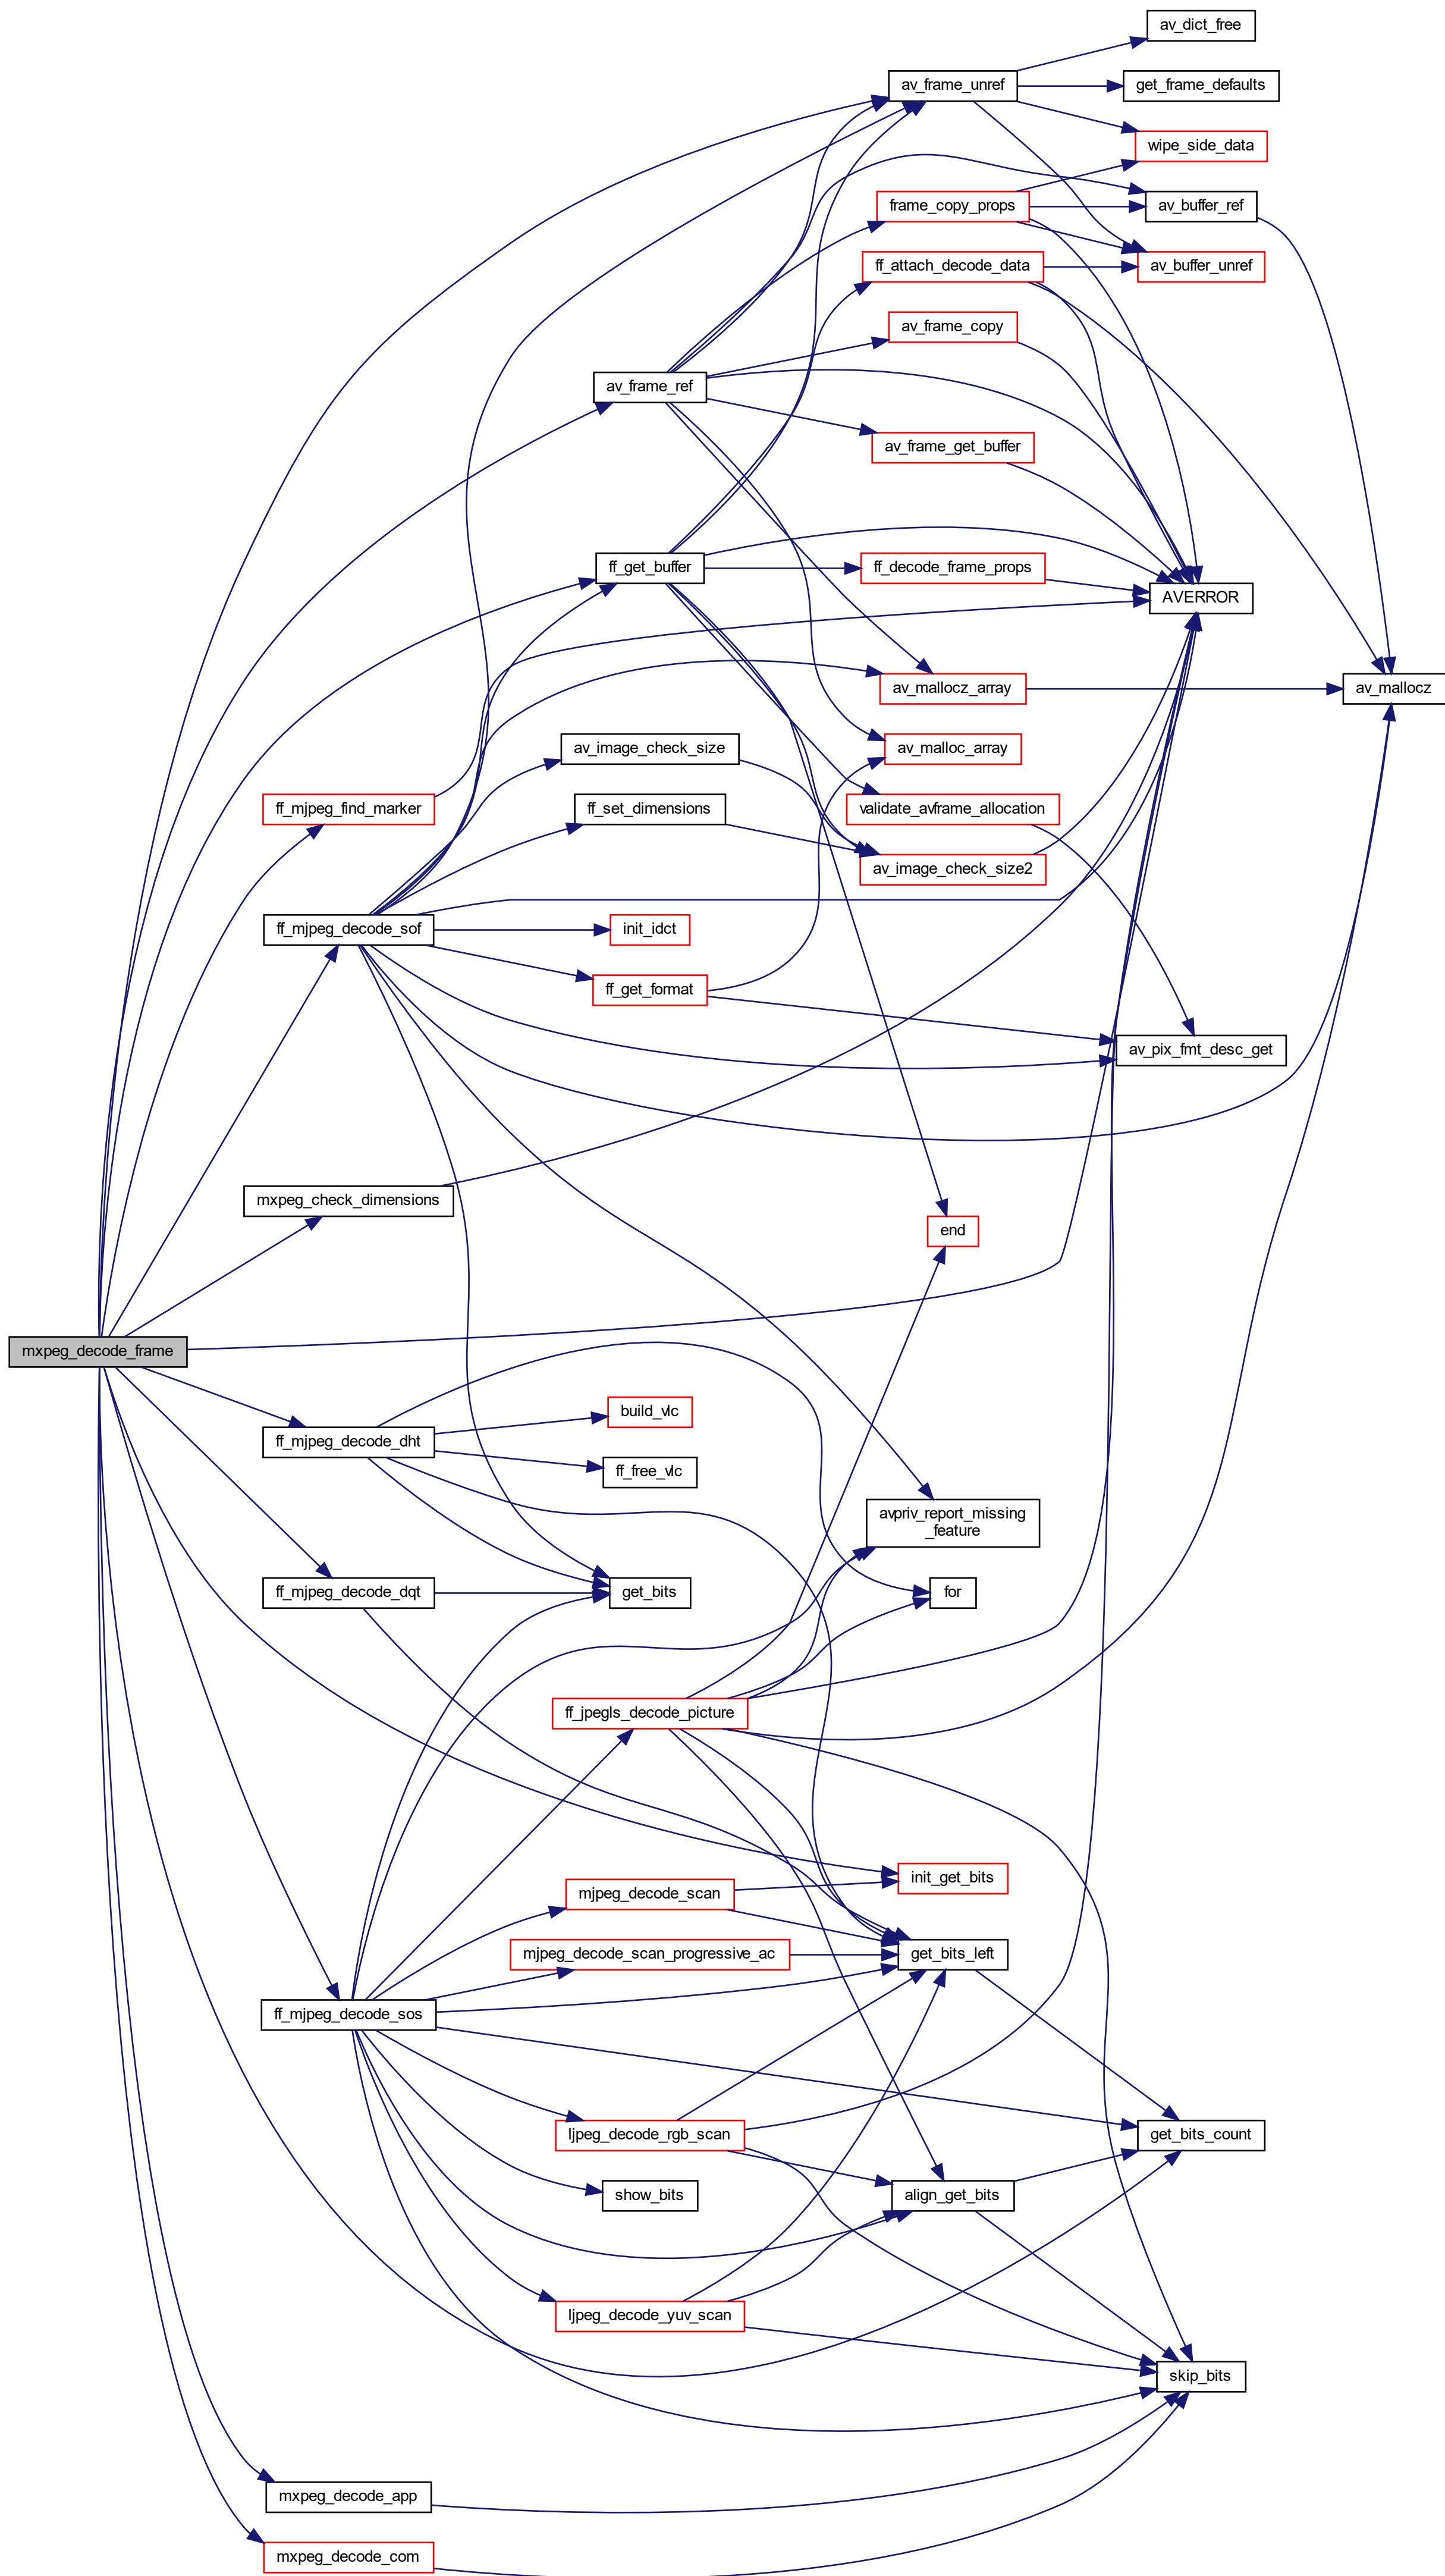 av_dict_free
av_frame_unref
get_frame_defaults
wipe_side_data
frame_copy_props
av_buffer_ref
ff_attach_decode_data
av_buffer_unref
av_frame_copy
av_frame_ref
av_frame_get_buffer
ff_get_buffer
ff_decode_frame_props
AVERROR
av_mallocz_array
av_mallocz
av_image_check_size
av_malloc_array
ff_mjpeg_find_marker
ff_set_dimensions
validate_avframe_allocation
av_image_check_size2
ff_mjpeg_decode_sof
init_idct
ff_get_format
av_pix_fmt_desc_get
mxpeg_check_dimensions
end
mxpeg_decode_frame
build_vlc
ff_mjpeg_decode_dht
ff_free_vlc
avpriv_report_missing
_feature
ff_mjpeg_decode_dqt
get_bits
for
ff_jpegls_decode_picture
init_get_bits
mjpeg_decode_scan
mjpeg_decode_scan_progressive_ac
get_bits_left
ff_mjpeg_decode_sos
ljpeg_decode_rgb_scan
get_bits_count
show_bits
align_get_bits
ljpeg_decode_yuv_scan
skip_bits
mxpeg_decode_app
mxpeg_decode_com